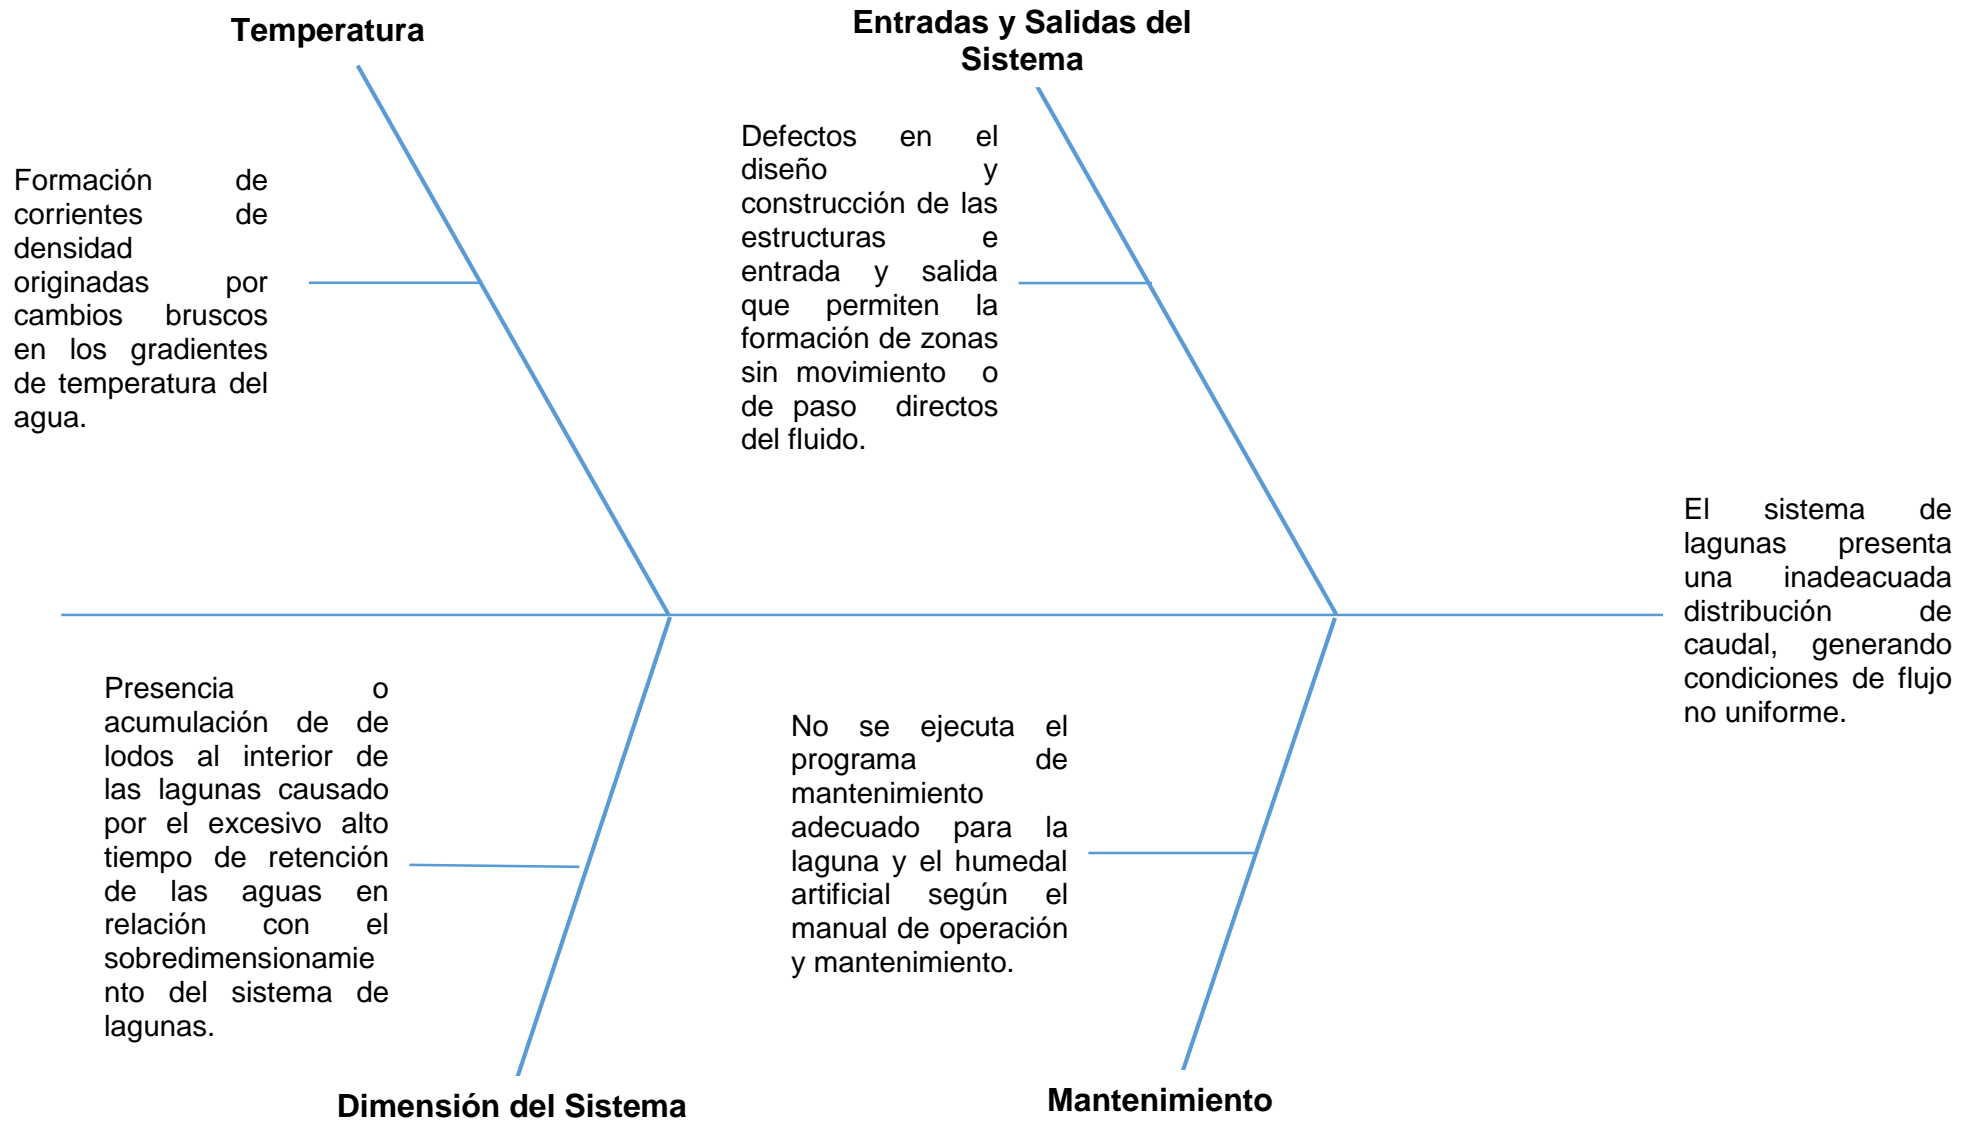 Temperatura
Entradas y Salidas del
Sistema
Formación de
corrientes de
densidad
originadas por
cambios bruscos
en los gradientes
de temperatura del
agua.
Defectos en el
diseño y
construcción de las
estructuras e
entrada y salida
que permiten la
formación de zonas
sin movimiento o
de paso directos
del fluido.
El sistema de
lagunas presenta
una inadeacuada
distribución de
caudal, generando
condiciones de flujo
no uniforme.
Presencia o
acumulación de de
lodos al interior de
las lagunas causado
por el excesivo alto
tiempo de retención
de las aguas en
relación con el
sobredimensionamie
nto del sistema de
lagunas.
No se ejecuta el
programa de
mantenimiento
adecuado para la
laguna y el humedal
artificial según el
manual de operación
y mantenimiento.
Dimensión del Sistema
Mantenimiento